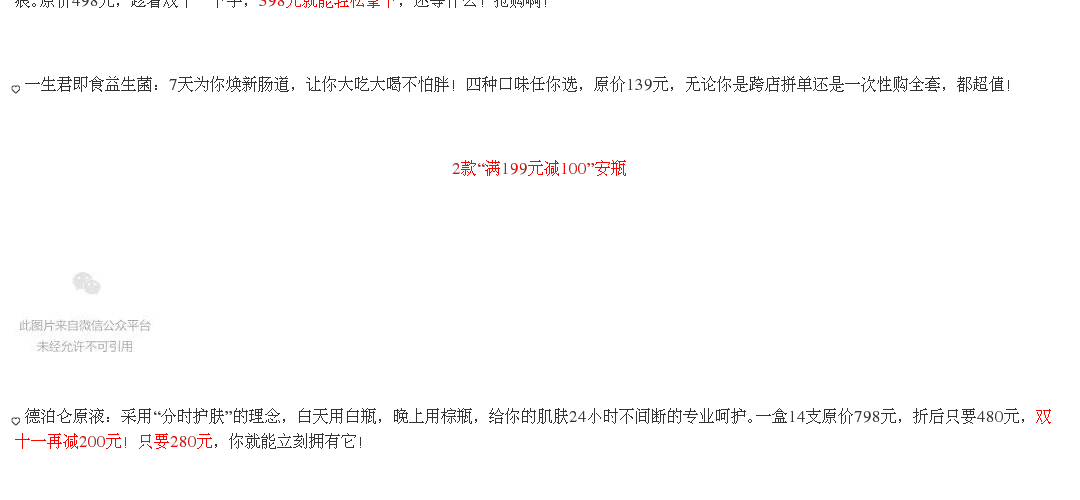 原价498元，趁着双十一下手，398元就能轻松拿下，还等什么！抢购啊！
一生君即食益生菌：7天为你焕新肠道，让你大吃大喝不怕胖！四种口味任你选，原价139元，无论你是跨店拼单还是一次性购全套，都超值！
2款“满199元减100”安瓶
此图片来自微信公众平台
未经允许不可引用
德泊仑原液：采用“分时护肤”的理念，白天用白瓶，晚上用棕瓶，给你的肌肤24小时不间断的专业呵护。一盒14支原价798元，折后只要480元，双
十一再减200元！只要280元，你就能立刻拥有它！